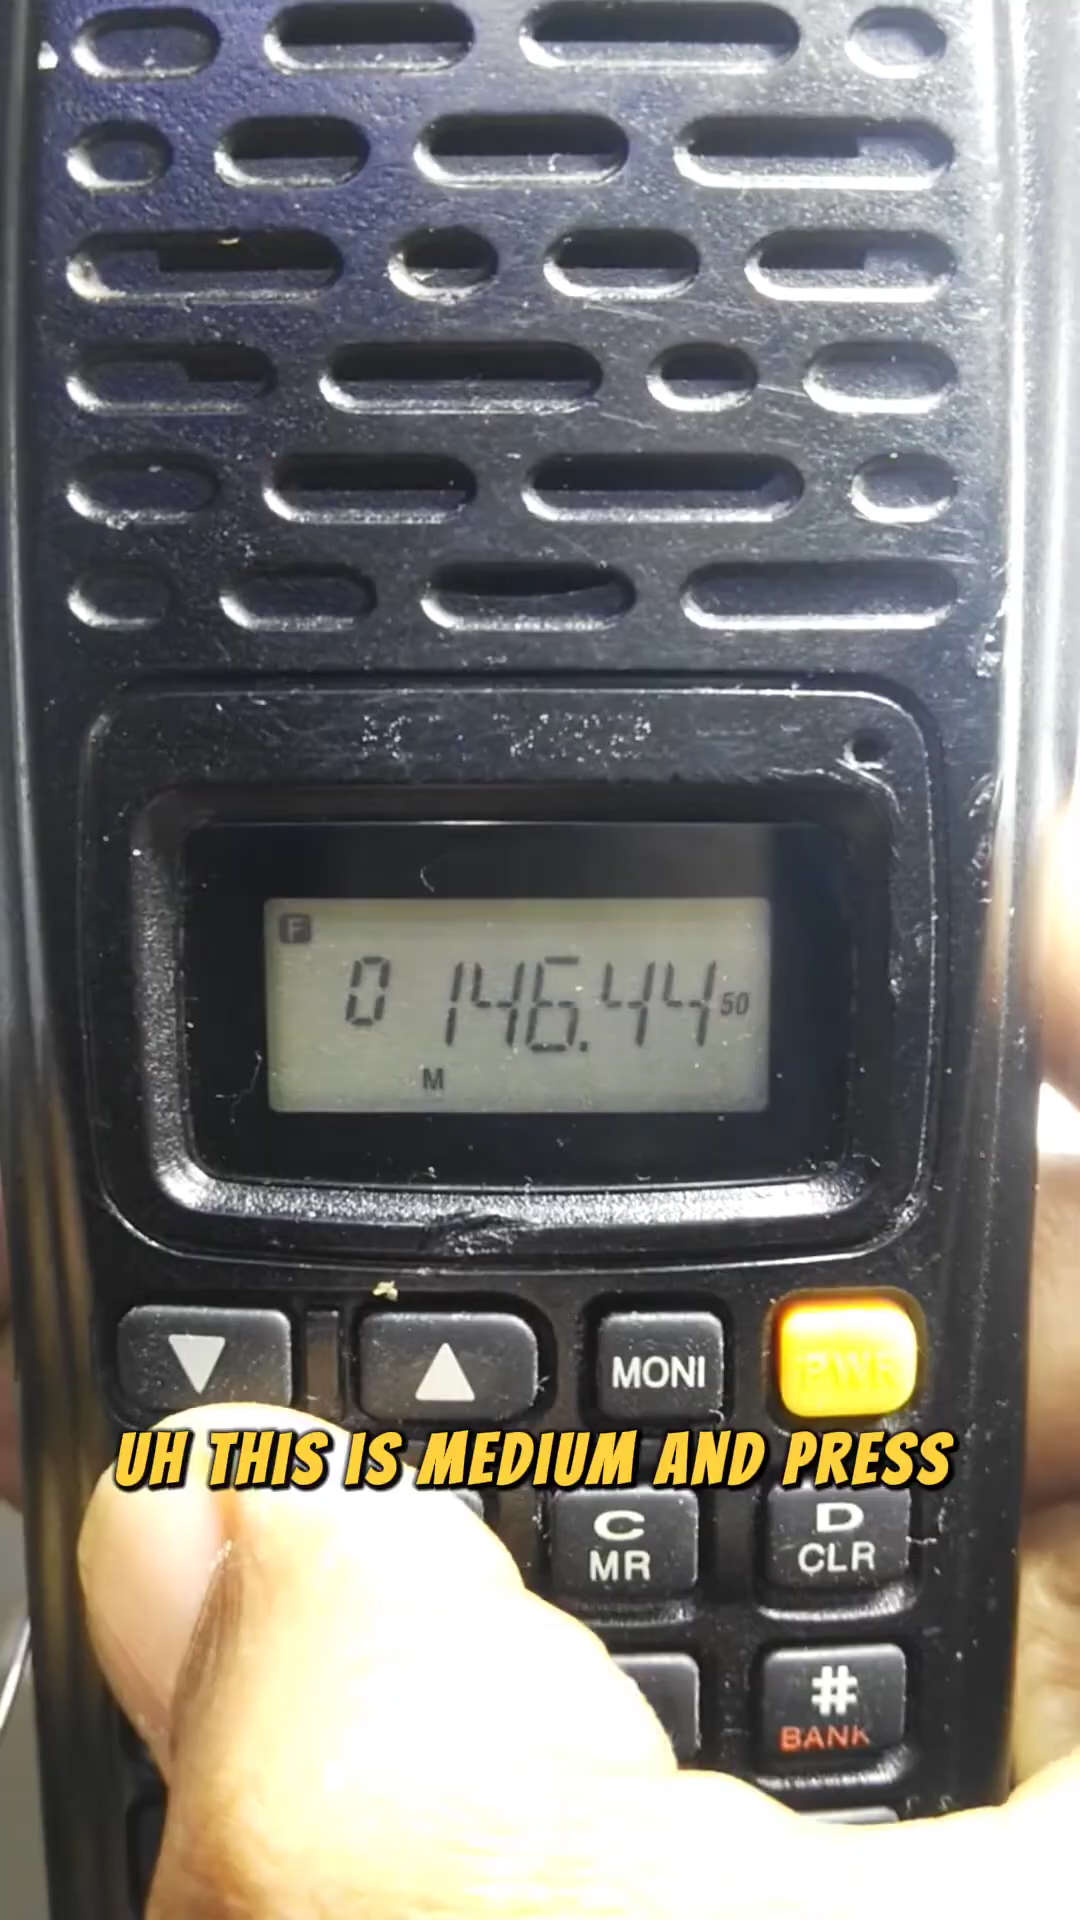 F
0 146.44 50
M
MONI PWR
UH THIS IS MEDIUM AND PRESS
C D
MR CLR
#
BANK